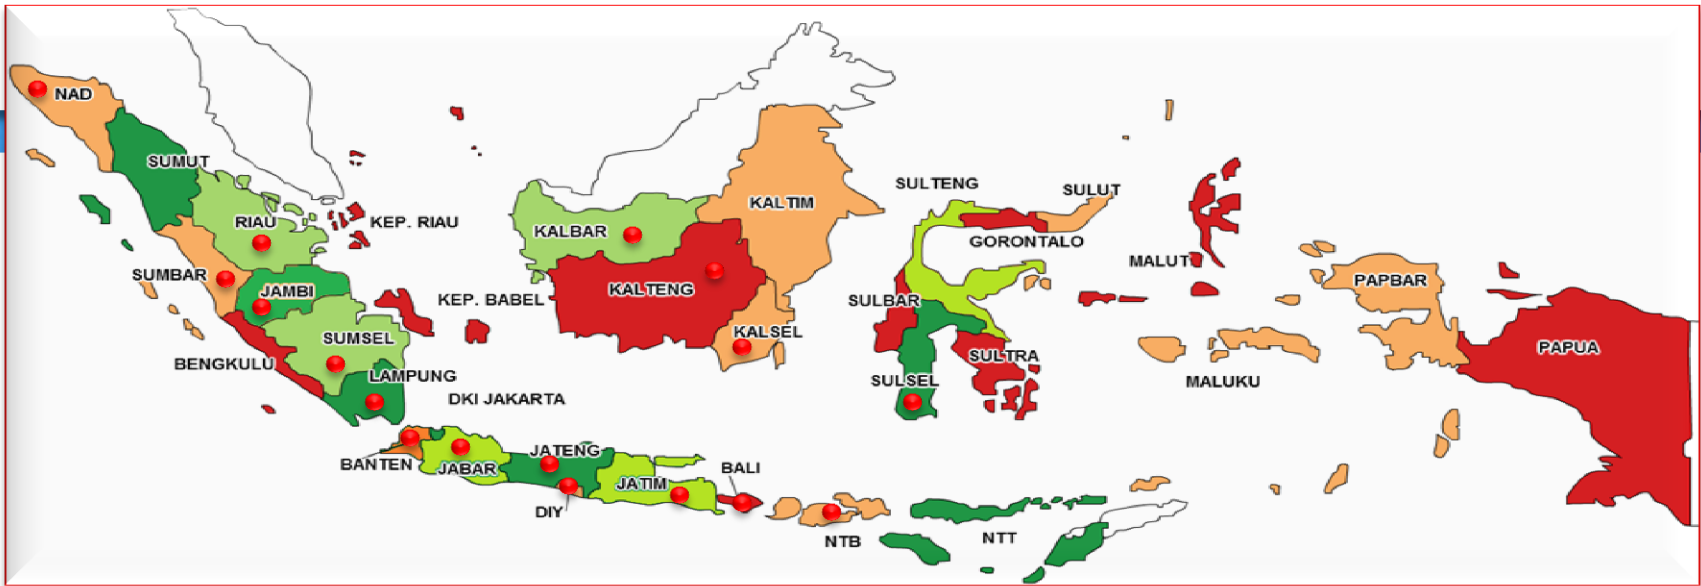 NAD
SUMUT
RIAU
KEP. RIAU
SUMBAR
JAMBI
KEP. BABEL
SUMSEL
BENGKULU
LAMPUNG
DKI JAKARTA
BANTEN
JABAR
JATENG
DIY
JATIM
BALI
NTB
NTT
KALBAR
KALTIM
KALTENG
KALSEL
SULTENG
SULUT
GORONTALO
SULBAR
SULTRA
SULSEL
MALUT
MALUKU
PAPBAR
PAPUA